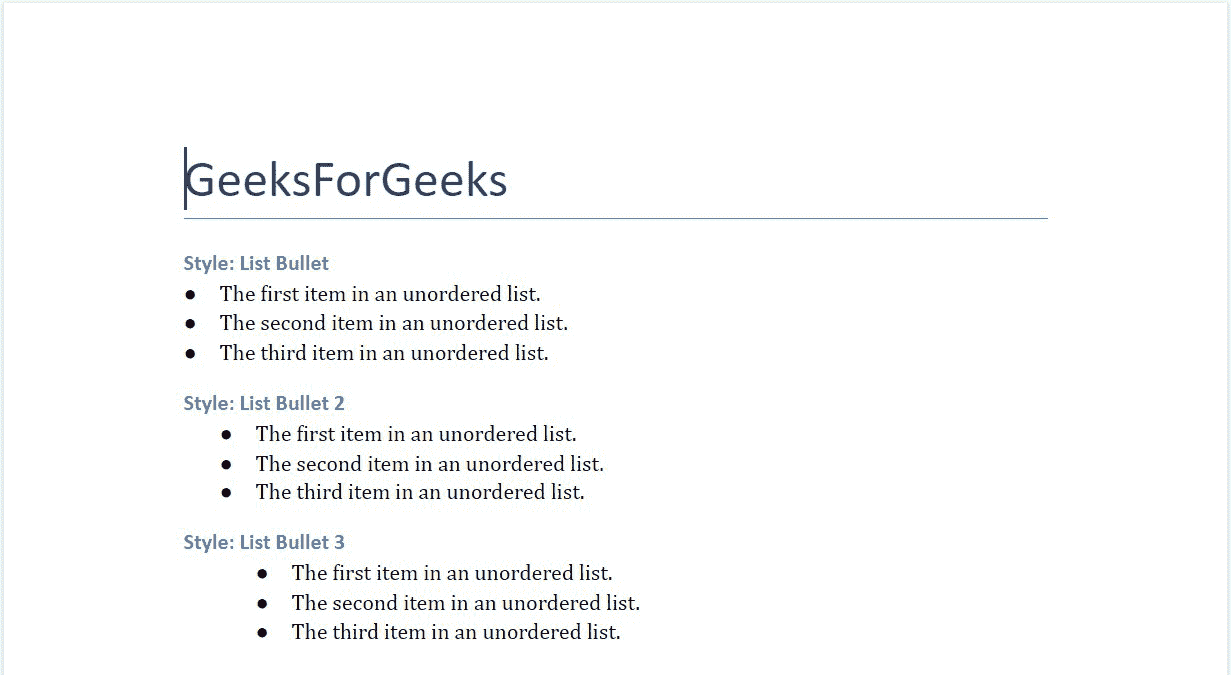 GeeksForGeeks
Style: List Bullet
● The first item in an unordered list.
● The second item in an unordered list.
● The third item in an unordered list.
Style: List Bullet 2
● The first item in an unordered list.
● The second item in an unordered list.
● The third item in an unordered list.
Style: List Bullet 3
● The first item in an unordered list.
● The second item in an unordered list.
● The third item in an unordered list.